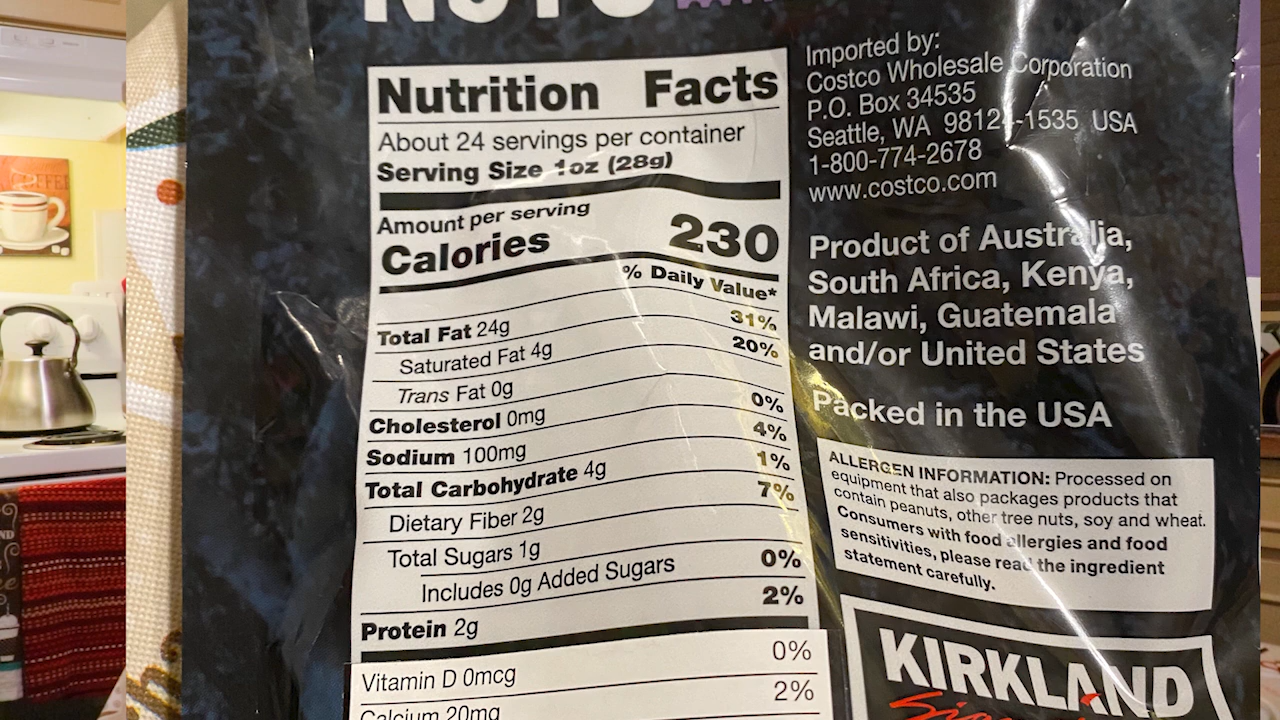 NUTS
Nutrition Facts
About 24 servings per container
Serving Size 1oz (28g)
Amount per serving
Calories 230
% Daily Value*
Total Fat 24g 31%
Saturated Fat 4g 20%
Trans Fat 0g
Cholesterol 0mg 0%
Sodium 100mg 4%
Total Carbohydrate 4g 1%
Dietary Fiber 2g 7%
Total Sugars 1g
Includes 0g Added Sugars 0%
Protein 2g 2%
Vitamin D 0mcg 0%
Calcium 20mg 2%
Imported by:
Costco Wholesale Corporation
P.O. Box 34535
Seattle, WA 98124-1535 USA
1-800-774-2678
www.costco.com
Product of Australia,
South Africa, Kenya,
Malawi, Guatemala
and/or United States
Packed in the USA
ALLERGEN INFORMATION: Processed on
equipment that also packages products that
contain peanuts, other tree nuts, soy and wheat.
Consumers with food allergies and food
sensitivities, please read the ingredient
statement carefully.
KIRKLAND